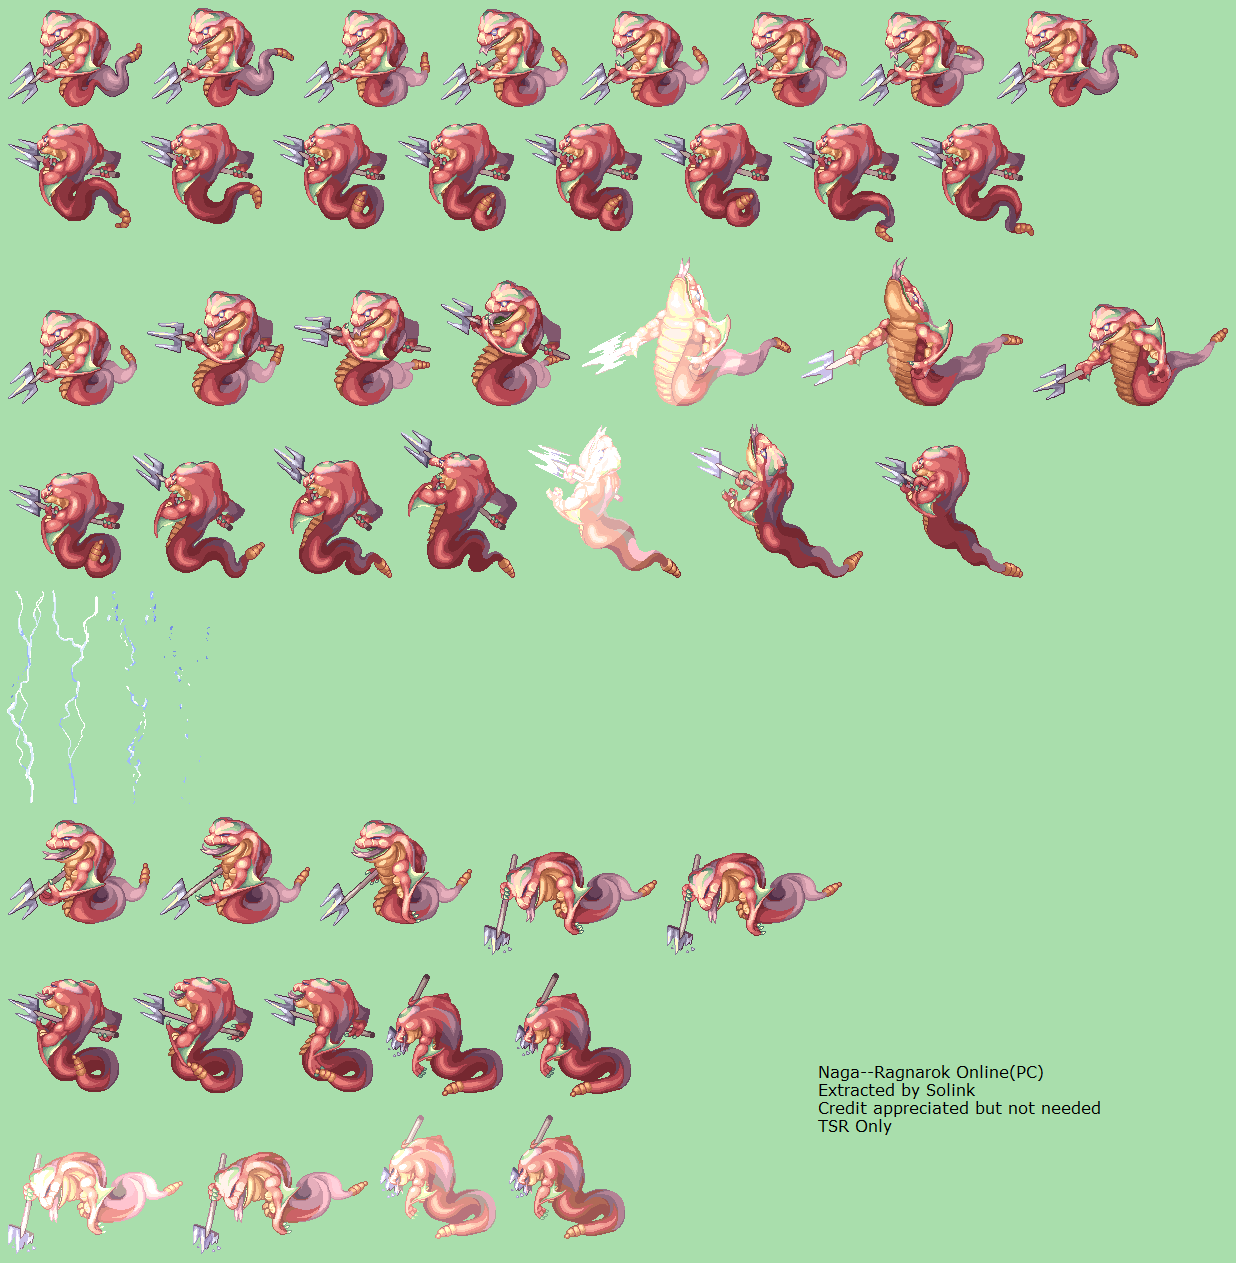 Naga--Ragnarok Online(PC)
Extracted by Solink
Credit appreciated but not needed
TSR Only